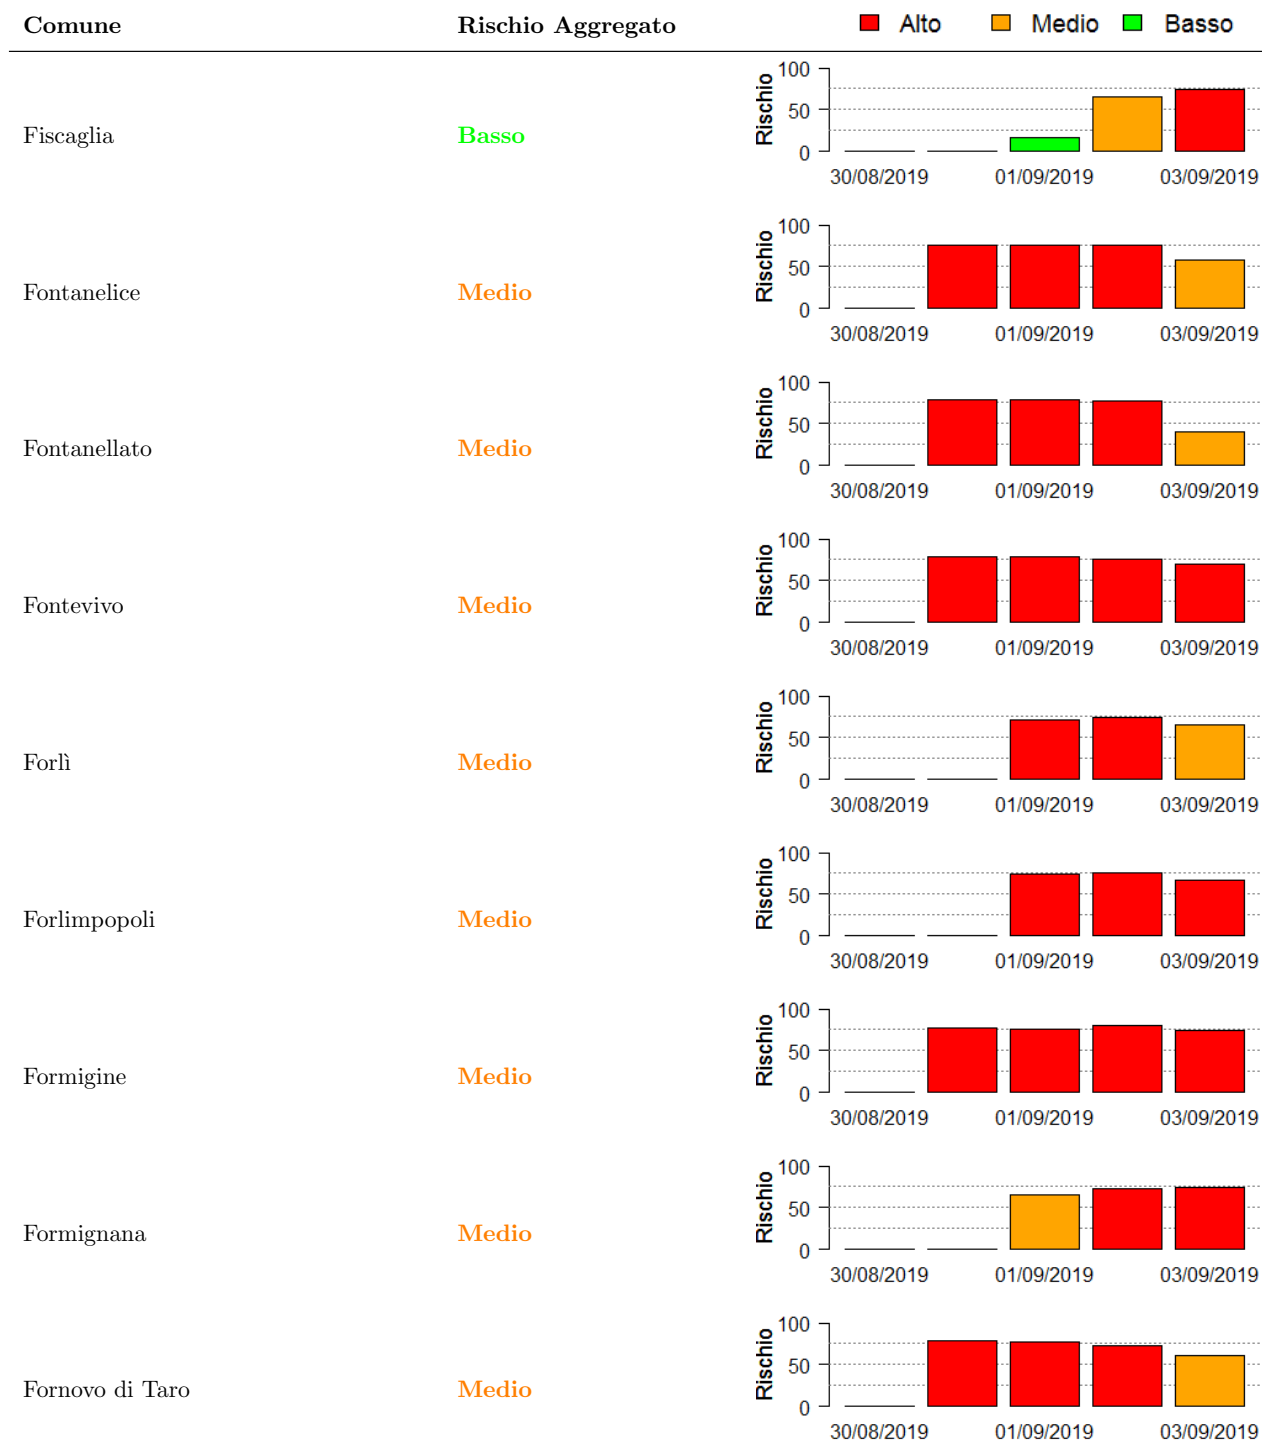 Comune Rischio Aggregato Alto Medio Basso
Fiscaglia Basso
Rischio
100
50
0
30/08/2019 01/09/2019 03/09/2019
Fontanelice Medio
Rischio
100
50
0
30/08/2019 01/09/2019 03/09/2019
Fontanellato Medio
Rischio
100
50
0
30/08/2019 01/09/2019 03/09/2019
Fontevivo Medio
Rischio
100
50
0
30/08/2019 01/09/2019 03/09/2019
Forlì Medio
Rischio
100
50
0
30/08/2019 01/09/2019 03/09/2019
Forlimpopoli Medio
Rischio
100
50
0
30/08/2019 01/09/2019 03/09/2019
Formigine Medio
Rischio
100
50
0
30/08/2019 01/09/2019 03/09/2019
Formignana Medio
Rischio
100
50
0
30/08/2019 01/09/2019 03/09/2019
Fornovo di Taro Medio
Rischio
100
50
0
30/08/2019 01/09/2019 03/09/2019